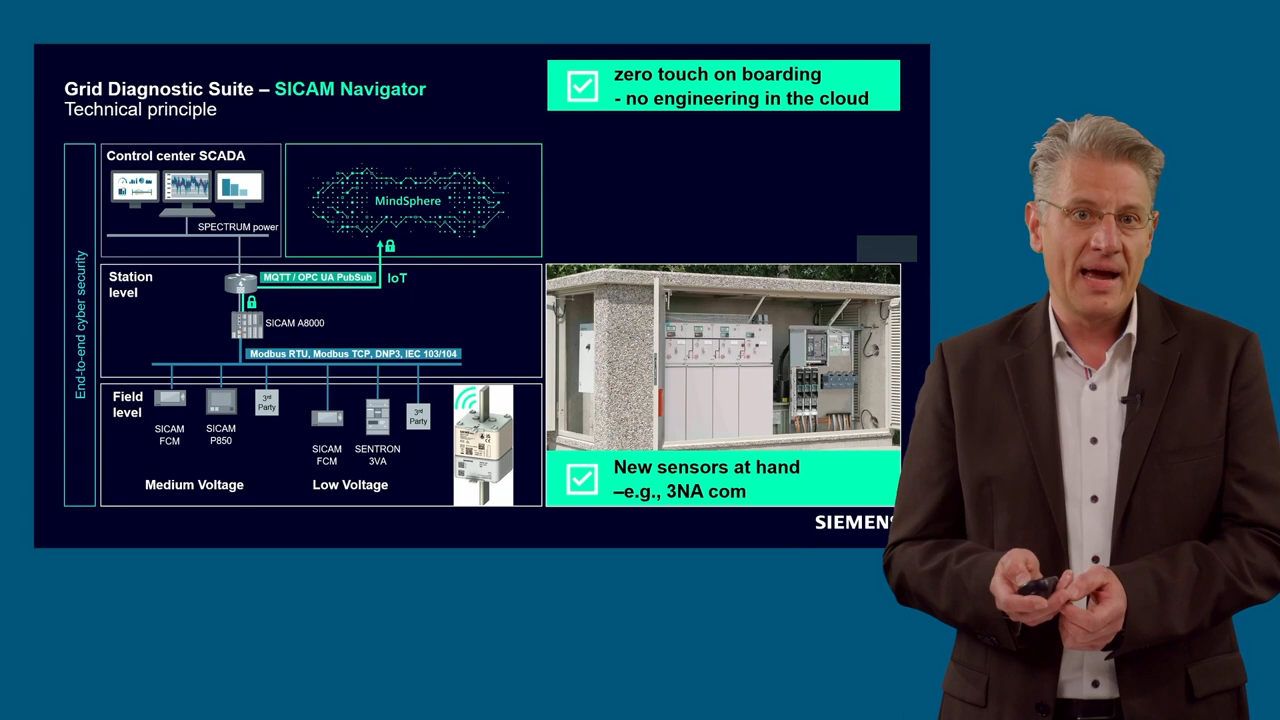 Grid Diagnostic Suite – SICAM Navigator
Technical principle
zero touch on boarding
- no engineering in the cloud
End-to-end cyber security
Control center SCADA
SPECTRUM power
MindSphere
Station
level
MQTT / OPC UA PubSub
IoT
SICAM A8000
Modbus RTU, Modbus TCP, DNP3, IEC 103/104
Field
level
SICAM
FCM
SICAM
P850
3rd
Party
SICAM
FCM
SENTRON
3VA
3rd
Party
Medium Voltage
Low Voltage
New sensors at hand
–e.g., 3NA com
SIEMENS